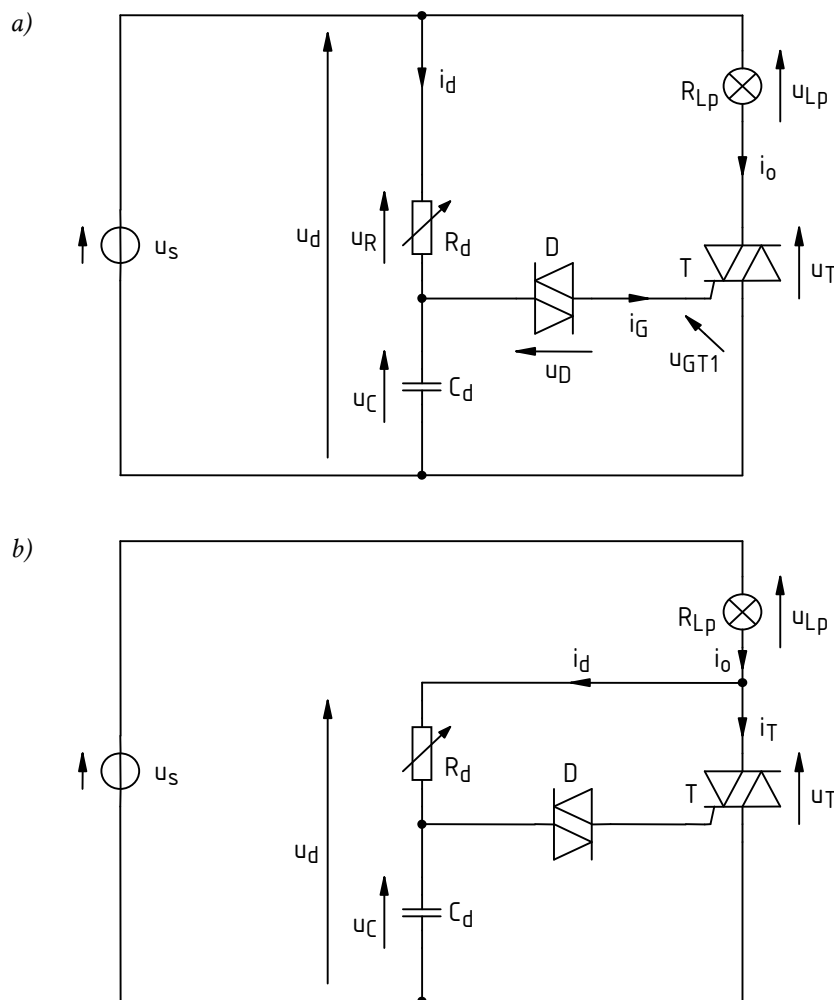 a)
i_d
R_Lp
u_Lp
i_o
u_s
u_d
u_R
R_d
D
T
u_T
i_G
u_GT1
u_D
u_C
C_d
b)
R_Lp
u_Lp
i_d
i_o
i_T
u_s
R_d
D
T
u_T
u_d
u_C
C_d